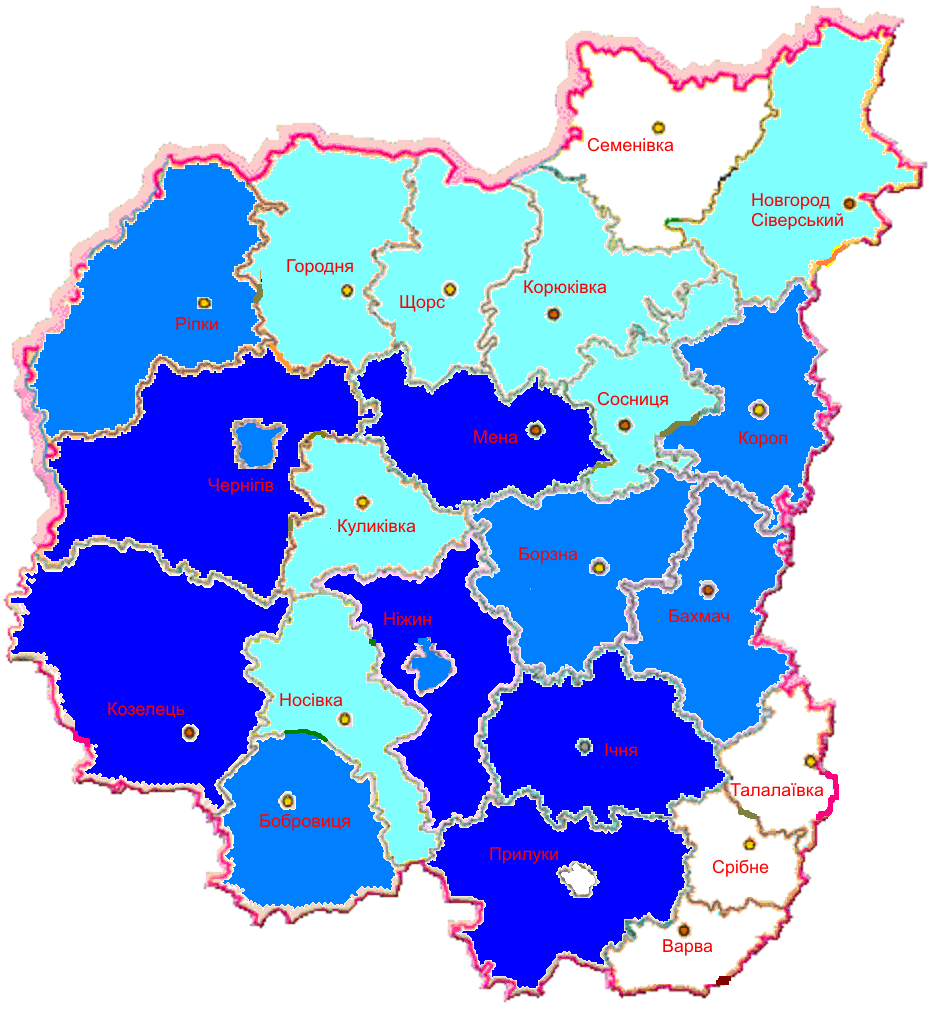 Семенівка
Новгород
Сіверський
Городня
Щорс
Корюківка
Ріпки
Сосниця
Мена
Короп
Чернігів
Куликівка
Борзна
Бахмач
Ніжин
Носівка
Козелець
Ічня
Талалаївка
Бобровиця
Прилуки
Срібне
Варва